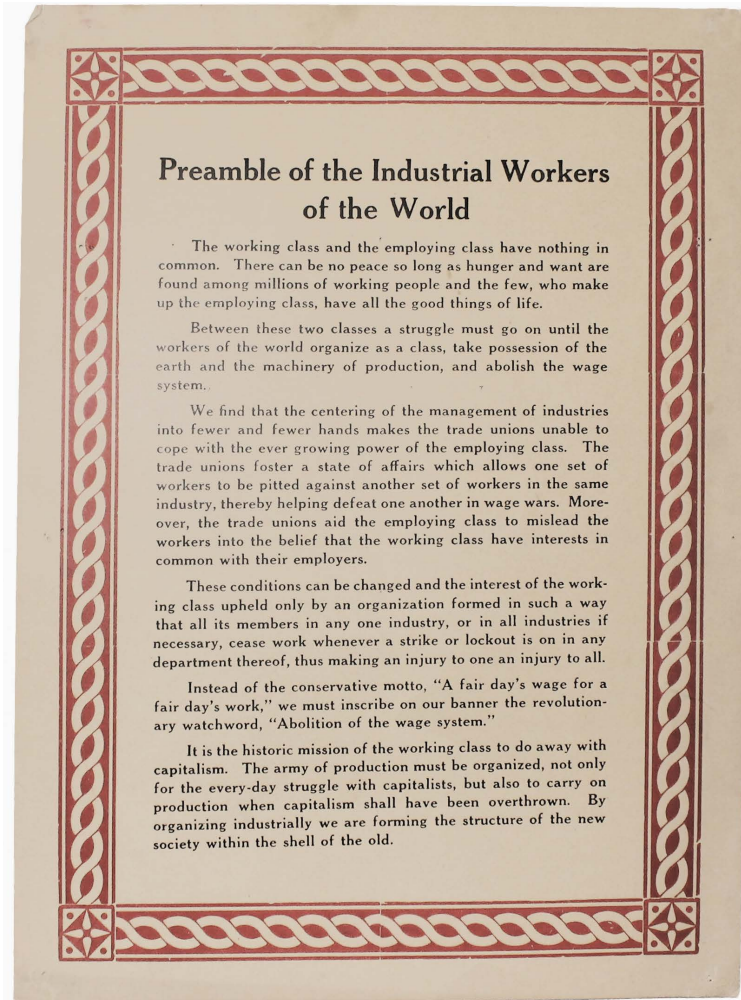 Preamble of the Industrial Workers
of the World
The working class and the employing class have nothing in
common. There can be no peace so long as hunger and want are
found among millions of working people and the few, who make
up the employing class, have all the good things of life.
Between these two classes a struggle must go on until the
workers of the world organize as a class, take possession of the
earth and the machinery of production, and abolish the wage
system.
We find that the centering of the management of industries
into fewer and fewer hands makes the trade unions unable to
cope with the ever growing power of the employing class. The
trade unions foster a state of affairs which allows one set of
workers to be pitted against another set of workers in the same
industry, thereby helping defeat one another in wage wars. More-
over, the trade unions aid the employing class to mislead the
workers into the belief that the working class have interests in
common with their employers.
These conditions can be changed and the interest of the work-
ing class upheld only by an organization formed in such a way
that all its members in any one industry, or in all industries if
necessary, cease work whenever a strike or lockout is on in any
department thereof, thus making an injury to one an injury to all.
Instead of the conservative motto, “A fair day's wage for a
fair day's work,” we must inscribe on our banner the revolution-
ary watchword, “Abolition of the wage system.”
It is the historic mission of the working class to do away with
capitalism. The army of production must be organized, not only
for the every-day struggle with capitalists, but also to carry on
production when capitalism shall have been overthrown. By
organizing industrially we are forming the structure of the new
society within the shell of the old.